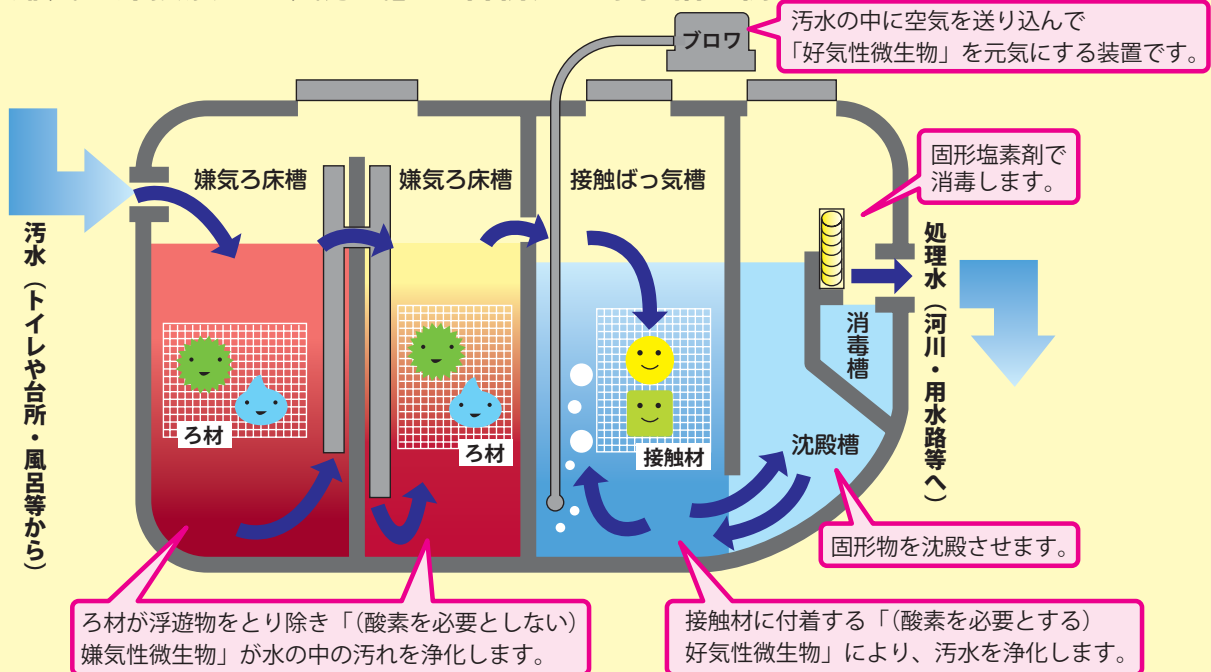 ブロワ
汚水の中に空気を送り込んで
「好気性微生物」を元気にする装置です。
固形塩素剤で
消毒します。
嫌気ろ床槽
嫌気ろ床槽
接触ばっ気槽
汚水（トイレや台所・風呂等から）
処理水（河川・用水路等へ）
消毒槽
ろ材
ろ材
接触材
沈殿槽
固形物を沈殿させます。
ろ材が浮遊物をとり除き「（酸素を必要としない）
嫌気性微生物」が水の中の汚れを浄化します。
接触材に付着する「（酸素を必要とする）
好気性微生物」により、汚水を浄化します。